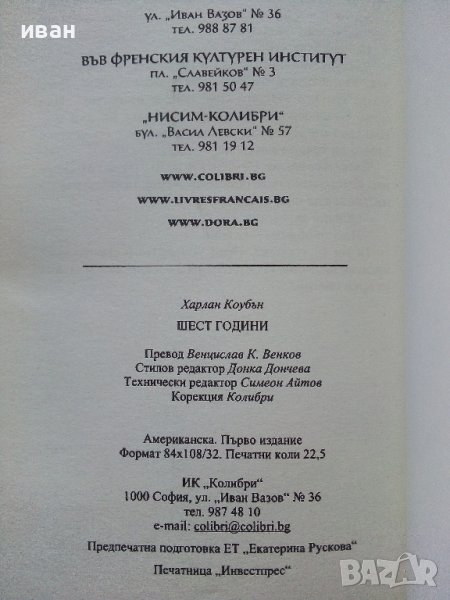 иван
ул. „Иван Вазов" № 36
тел. 988 87 81
във Френския културен институт
пл. „Славейков" № 3
тел. 981 50 47
„Нисим-Колибри"
бул. „Васил Левски" № 57
тел. 981 19 12
www.colibri.bg
www.livresfrancais.bg
www.dora.bg
Харлан Коубън
ШЕСТ ГОДИНИ
Превод Венцислав К. Венков
Стилов редактор Донка Дончева
Технически редактор Симеон Айтов
Корекция Колибри
Американска. Първо издание
Формат 84x108/32. Печатни коли 22,5
ИК „Колибри"
1000 София, ул. „Иван Вазов" № 36
тел. 987 48 10
e-mail: colibri@colibri.bg
Предпечатна подготовка ЕТ „Екатерина Рускова"
Печатница „Инвестпрес"
BAZAR